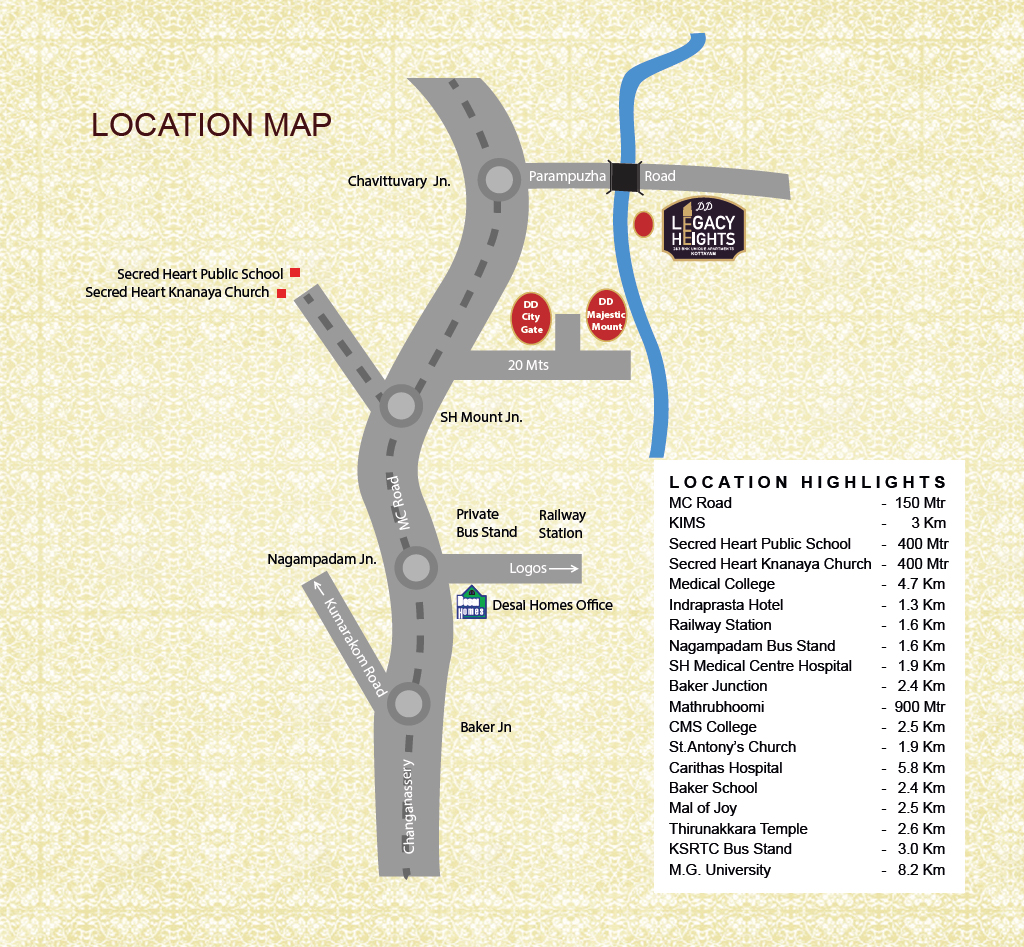 LOCATION MAP
Chavittuvary Jn.
Parampuzha Road
DD
LEGACY
HEIGHTS
2&3 BHK UNIQUE APARTMENTS
KOTTAYAM
Secred Heart Public School
Secred Heart Knanaya Church
DD
City
Gate
DD
Majestic
Mount
20 Mts
SH Mount Jn.
MC Road
Private
Bus Stand
Railway
Station
Nagampadam Jn.
Logos
HOMES
Desal Homes Office
Kumarakom Road
Baker Jn
Changanassery
LOCATION HIGHLIGHTS
MC Road - 150 Mtr
KIMS - 3 Km
Secred Heart Public School - 400 Mtr
Secred Heart Knanaya Church - 400 Mtr
Medical College - 4.7 Km
Indraprasta Hotel - 1.3 Km
Railway Station - 1.6 Km
Nagampadam Bus Stand - 1.6 Km
SH Medical Centre Hospital - 1.9 Km
Baker Junction - 2.4 Km
Mathrubhoomi - 900 Mtr
CMS College - 2.5 Km
St.Antony's Church - 1.9 Km
Carithas Hospital - 5.8 Km
Baker School - 2.4 Km
Mal of Joy - 2.5 Km
Thirunakkara Temple - 2.6 Km
KSRTC Bus Stand - 3.0 Km
M.G. University - 8.2 Km